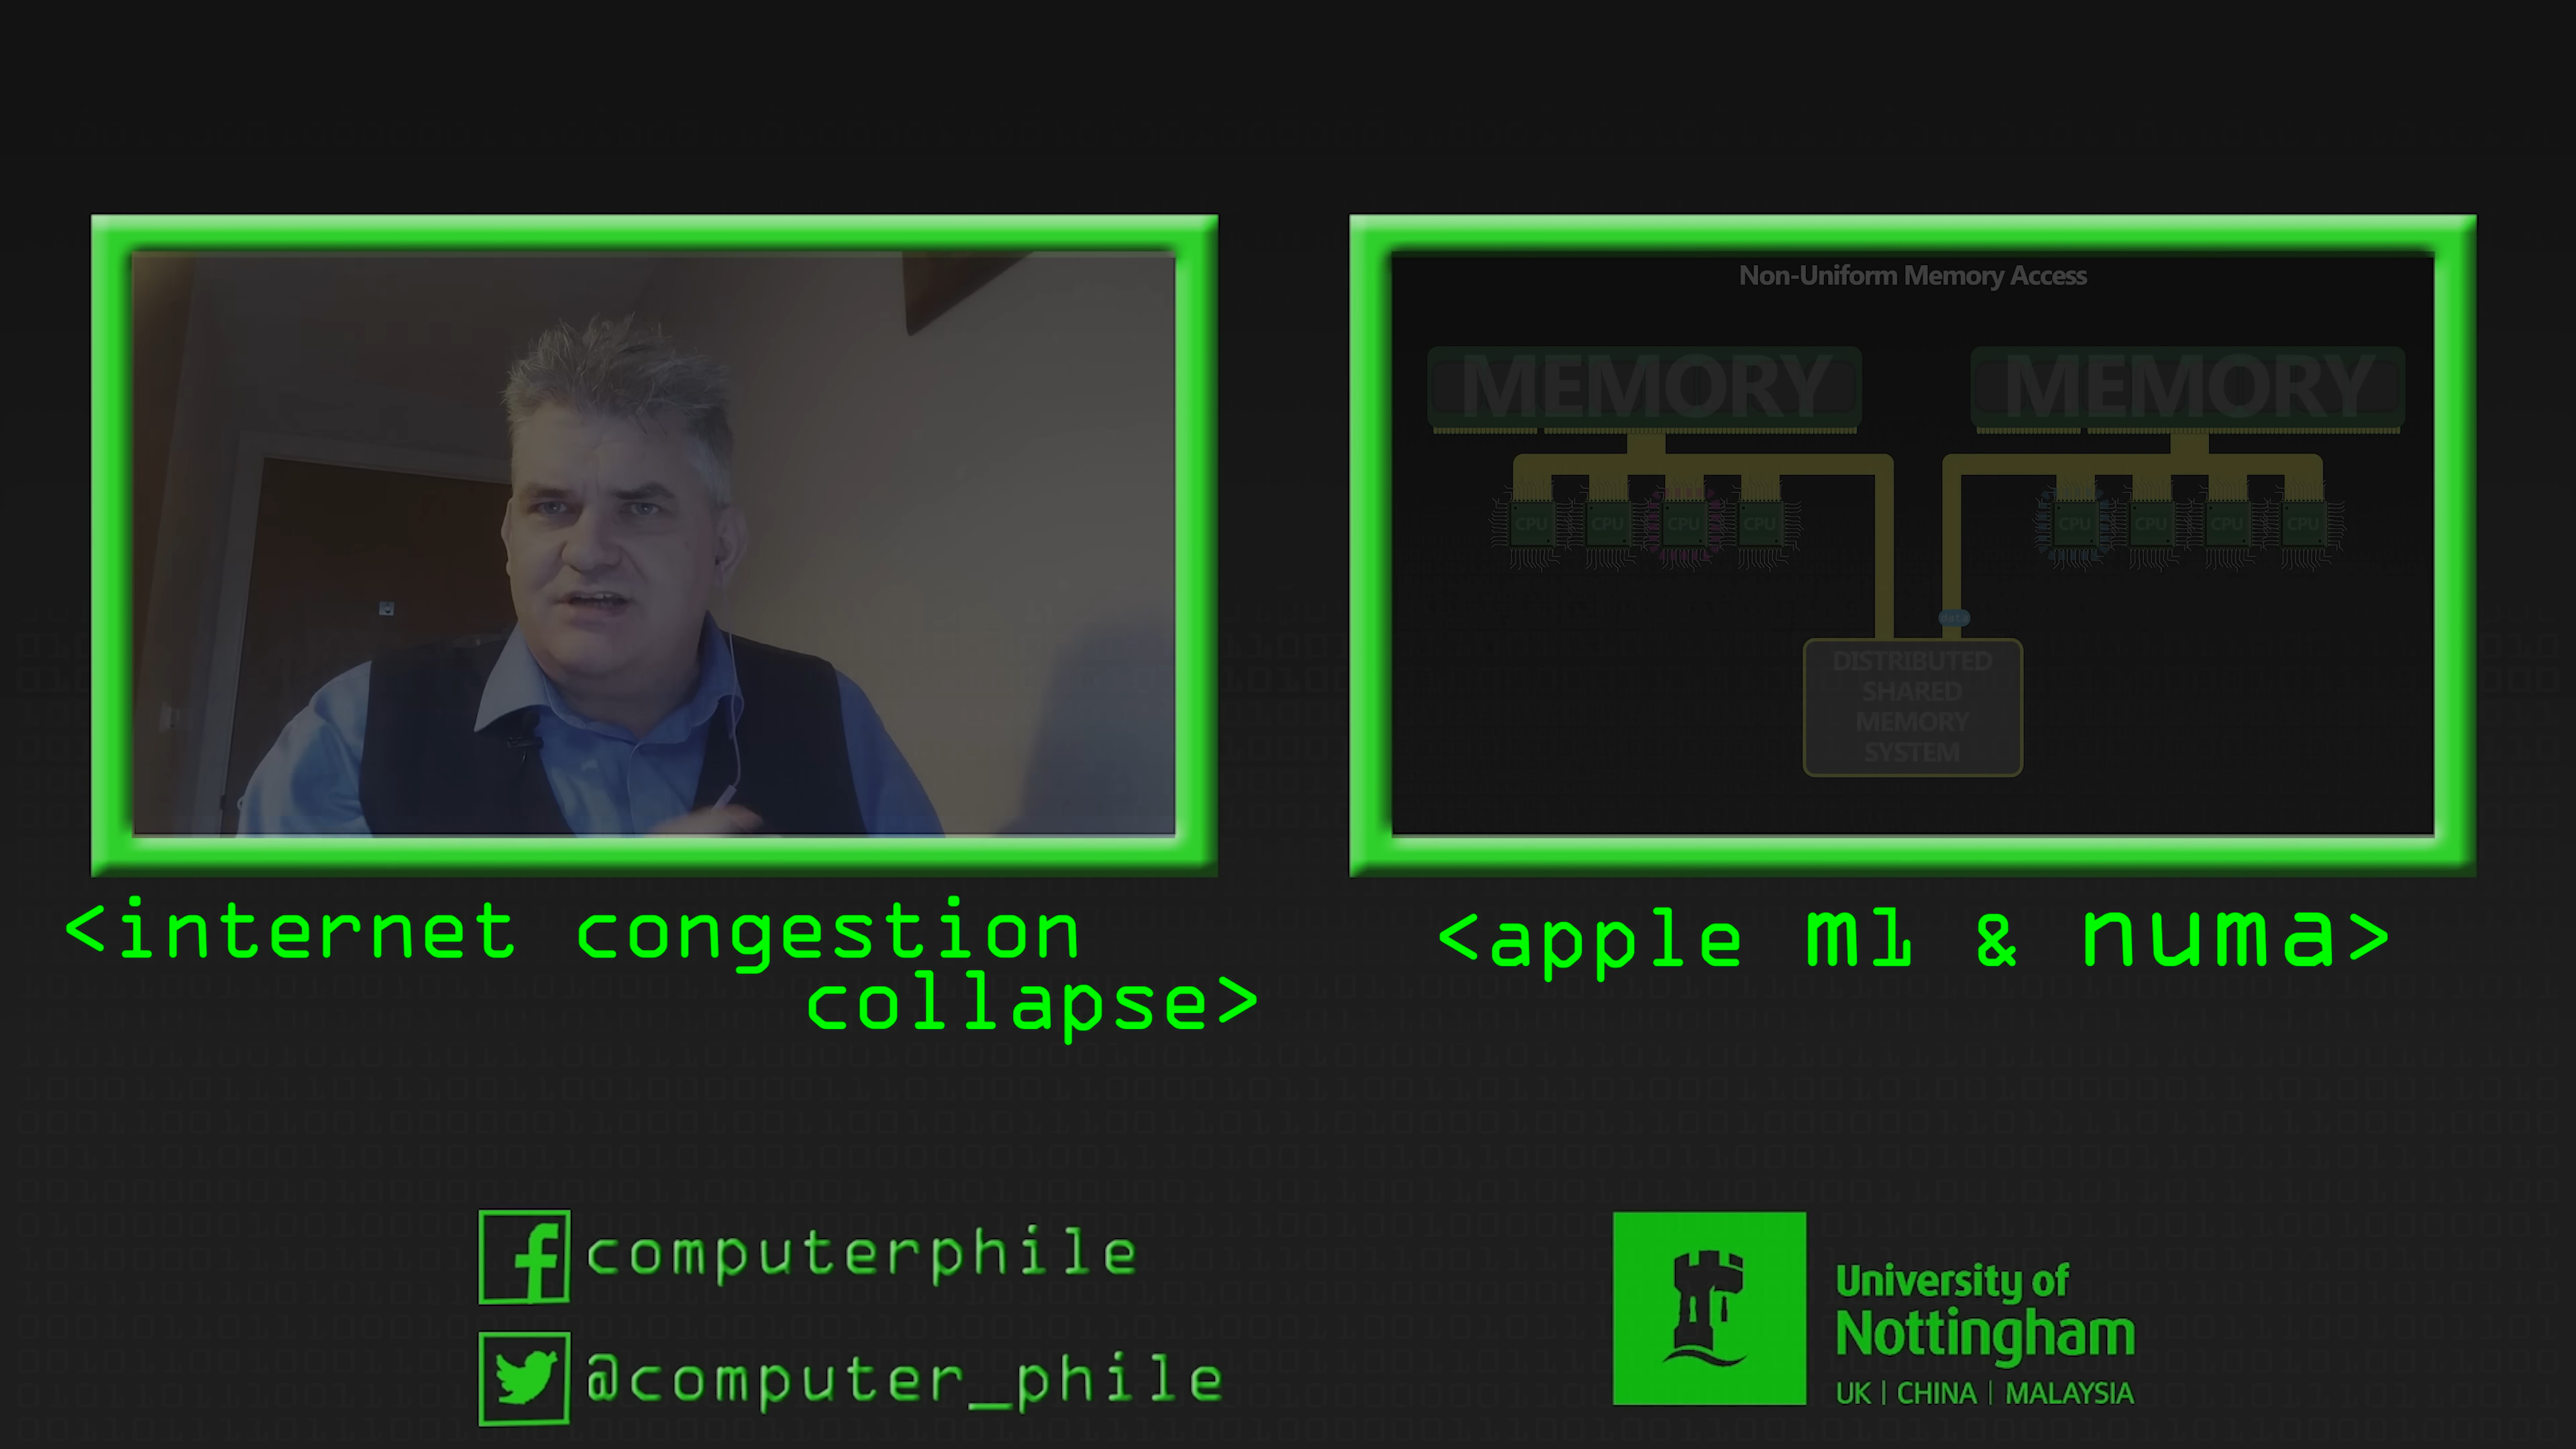 Non-Uniform Memory Access
MEMORY MEMORY
CPU CPU CPU CPU CPU CPU CPU CPU
DISTRIBUTED
SHARED
MEMORY
SYSTEM
<internet congestion
collapse>
<apple m1 & numa>
computerphile
@computer_phile
University of
Nottingham
UK | CHINA | MALAYSIA